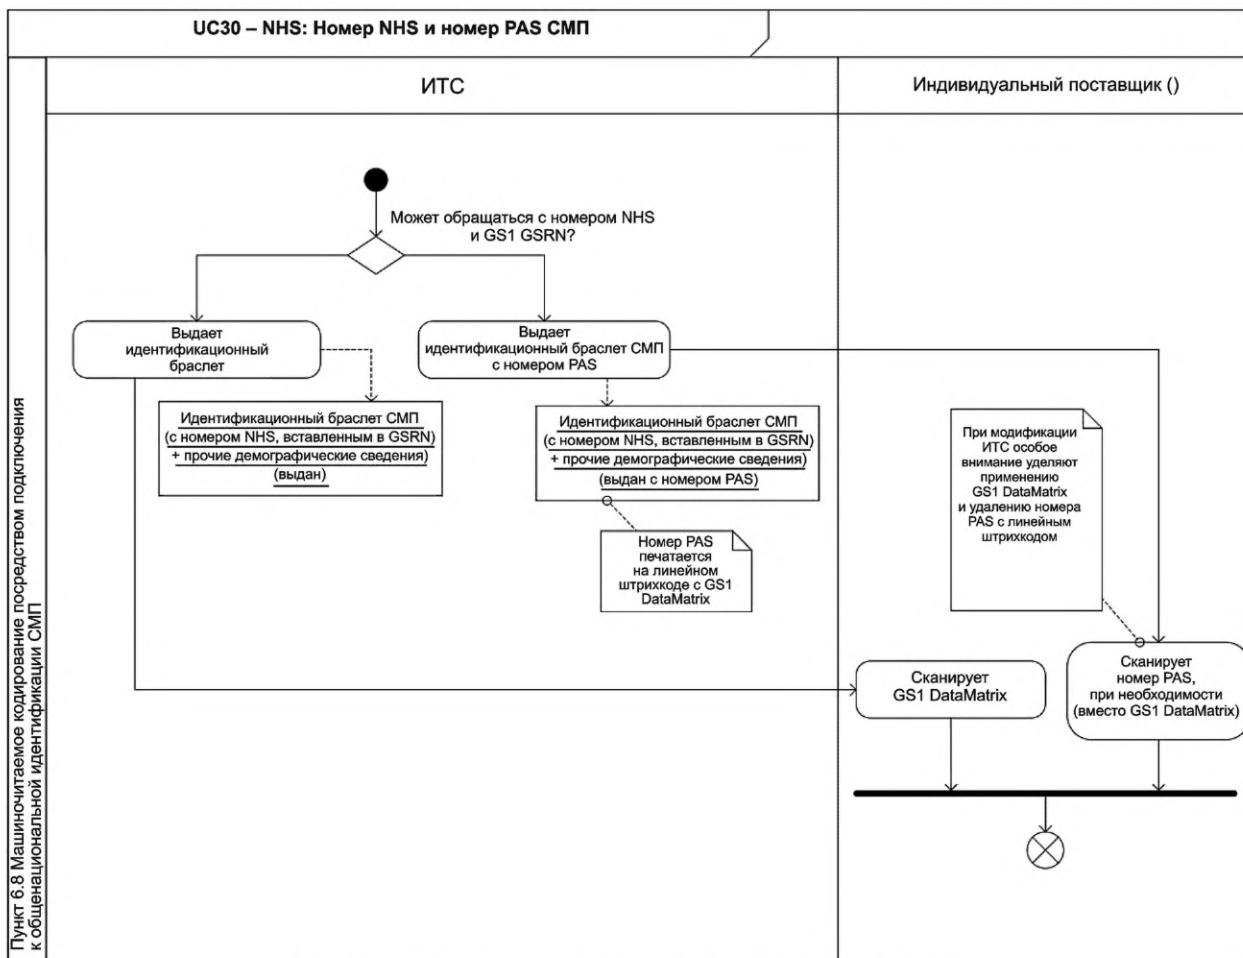 UC30 – NHS: Номер NHS и номер PAS СМП
ИТС
Индивидуальный поставщик ()
Пункт 6.8 Машиночитаемое кодирование посредством подключения
к общенациональной идентификации СМП
Может обращаться с номером NHS
и GS1 GSRN?
Выдает
идентификационный
браслет
Выдает
идентификационный браслет СМП
с номером PAS
Идентификационный браслет СМП
(с номером NHS, вставленным в GSRN)
+ прочие демографические сведения)
(выдан)
Идентификационный браслет СМП
(с номером NHS, вставленным в GSRN)
+ прочие демографические сведения)
(выдан с номером PAS)
Номер PAS
печатается
на линейном
штрихкоде с GS1
DataMatrix
При модификации
ИТС особое
внимание уделяют
применению
GS1 DataMatrix
и удалению номера
PAS с линейным
штрихкодом
Сканирует
GS1 DataMatrix
Сканирует
номер PAS,
при необходимости
(вместо GS1 DataMatrix)